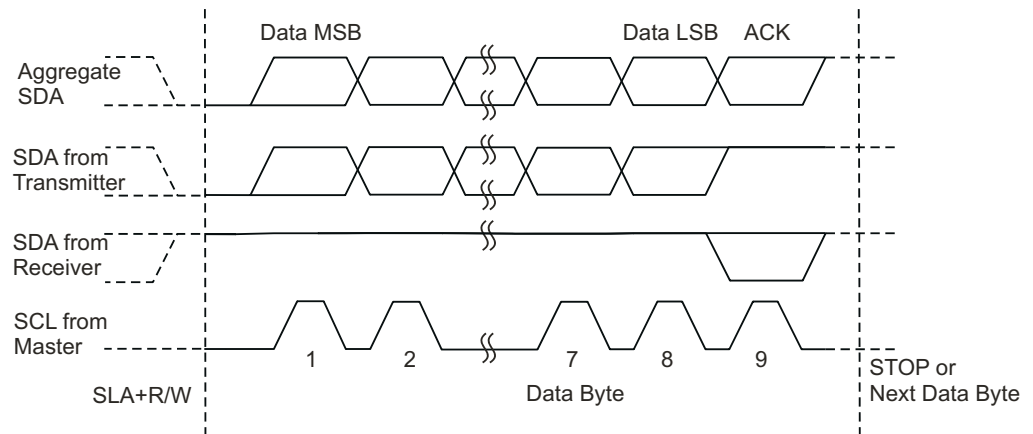 Data MSB
Data LSB
ACK
Aggregate
SDA
SDA from
Transmitter
SDA from
Receiver
SCL from
Master
1
2
7
8
9
SLA+R/W
Data Byte
STOP or
Next Data Byte